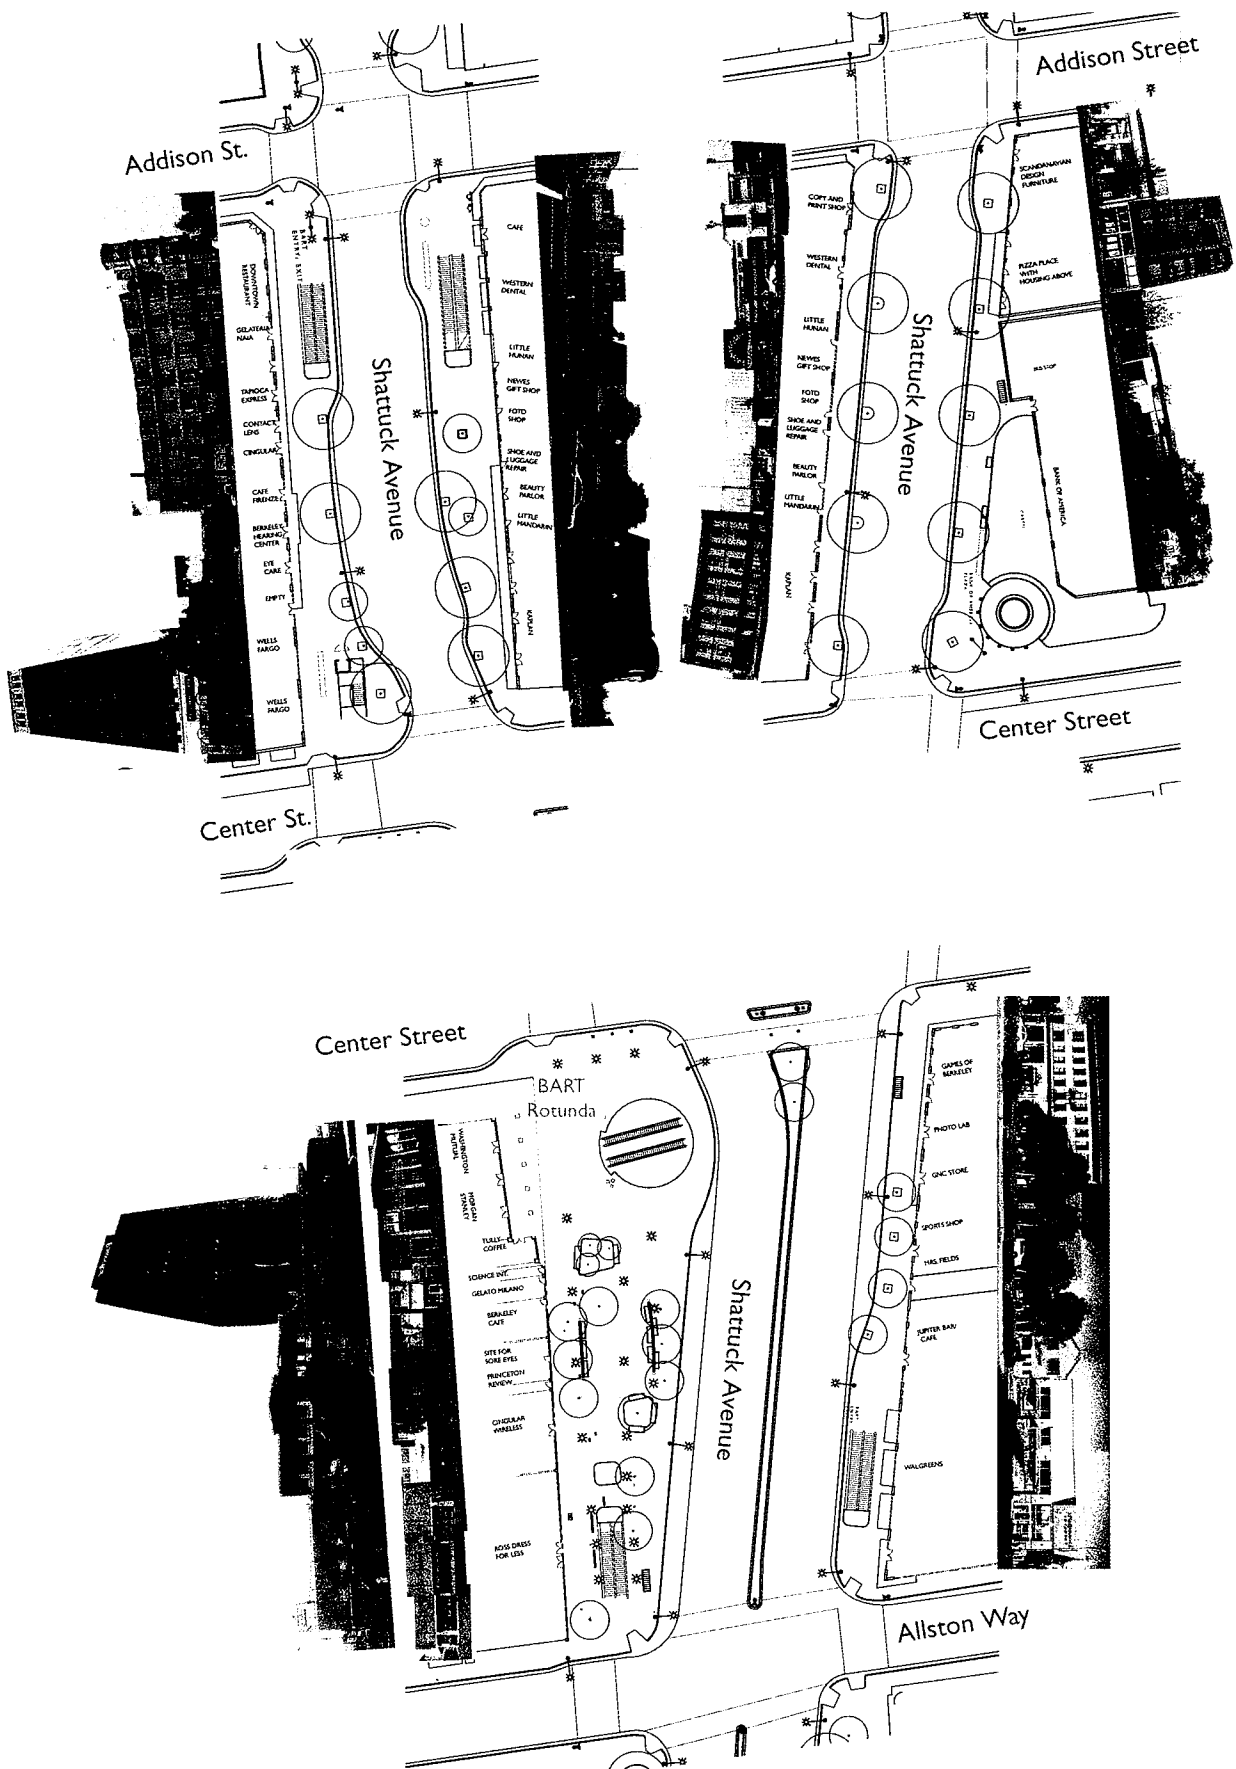 Addison St.
BART
ENTRY/ EXIT
DOWNTOWN
RESTAURANT
GELATERIA
NAIA
TAPIOCA
EXPRESS
CONTACT
LENS
CINGULAR
CAFE
FIRENZE
BERKELEY
HEARING
CENTER
EYE
CARE
EMPTY
WELLS
FARGO
WELLS
FARGO
Shattuck Avenue
CAFE
WESTERN
DENTAL
LITTLE
HUNAN
NEWES
GIFT SHOP
FOTO
SHOP
SHOE AND
LUGGAGE
REPAIR
BEAUTY
PARLOR
LITTLE
MANDARIN
KAPLAN
Center St.
Addison Street
COPY AND
PRINT SHOP
WESTERN
DENTAL
LITTLE
HUNAN
NEWES
GIFT SHOP
FOTO
SHOP
SHOE AND
LUGGAGE
REPAIR
BEAUTY
PARLOR
LITTLE
MANDARIN
KAPLAN
Shattuck Avenue
SCANDANAVIAN
DESIGN
FURNITURE
PIZZA PLACE
WITH
HOUSING ABOVE
BANK OF AMERICA
Center Street
Center Street
BART
Rotunda
WASHINGTON
MUTUAL
MORGAN
STANLEY
TULLY
COFFEE
SCIENCE INT.
GELATO MILANO
BERKELEY
CAFE
SITE FOR
SORE EYES
PRINCETON
REVIEW
CINGULAR
WIRELESS
ROSS DRESS
FOR LESS
Shattuck Avenue
GAMES OF
BERKELEY
PHOTO LAB
GNC STORE
SPORTS SHOP
MRS. FIELDS
JUPITER BAR/
CAFE
WALGREENS
Allston Way